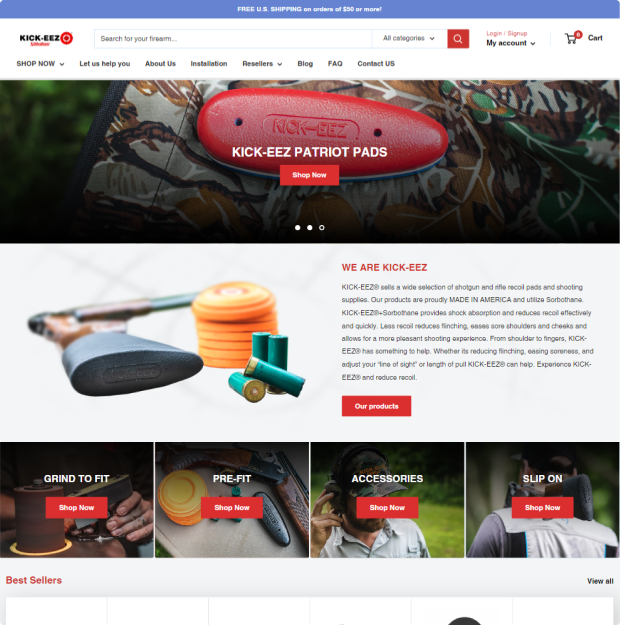 FREE U.S. SHIPPING on orders of $50 or more!
KICK-EEZ
Sorbothane
Search for your firearm...
All categories
Login / Signup
My account
0
Cart
SHOP NOW
Let us help you
About Us
Installation
Resellers
Blog
FAQ
Contact US
KICK-EEZ
KICK-EEZ PATRIOT PADS
Shop Now
WE ARE KICK-EEZ
KICK-EEZ® sells a wide selection of shotgun and rifle recoil pads and shooting
supplies. Our products are proudly MADE IN AMERICA and utilize Sorbothane.
KICK-EEZ®+Sorbothane provides shock absorption and reduces recoil effectively
and quickly. Less recoil reduces flinching, eases sore shoulders and cheeks and
allows for a more pleasant shooting experience. From shoulder to fingers, KICK-
EEZ® has something to help. Whether its reducing flinching, easing soreness, and
adjust your “line of sight” or length of pull KICK-EEZ® can help. Experience KICK-
EEZ® and reduce recoil.
Our products
GRIND TO FIT
Shop Now
PRE-FIT
Shop Now
ACCESSORIES
Shop Now
SLIP ON
Shop Now
Best Sellers
View all